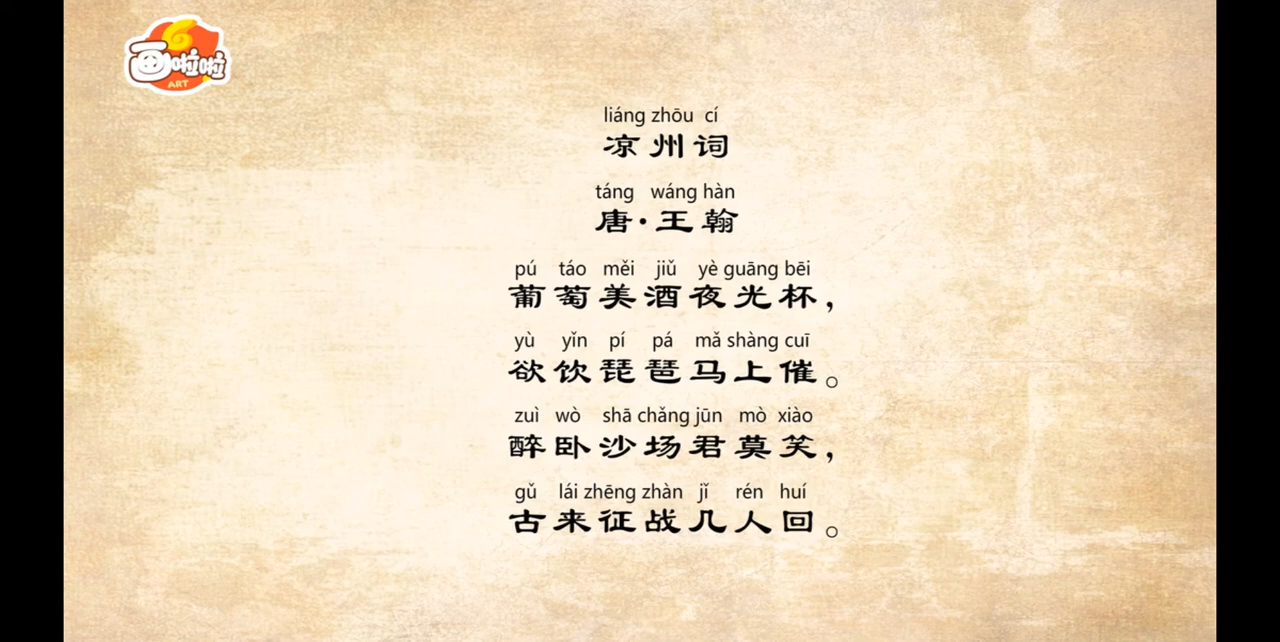 画啦啦
ART
liáng zhōu cí
凉州词
táng wáng hàn
唐·王翰
pú táo měi jiǔ yè guāng bēi
葡萄美酒夜光杯，
yù yǐn pí pá mǎ shàng cuī
欲饮琵琶马上催。
zuì wò shā chǎng jūn mò xiào
醉卧沙场君莫笑，
gǔ lái zhēng zhàn jǐ rén huí
古来征战几人回。